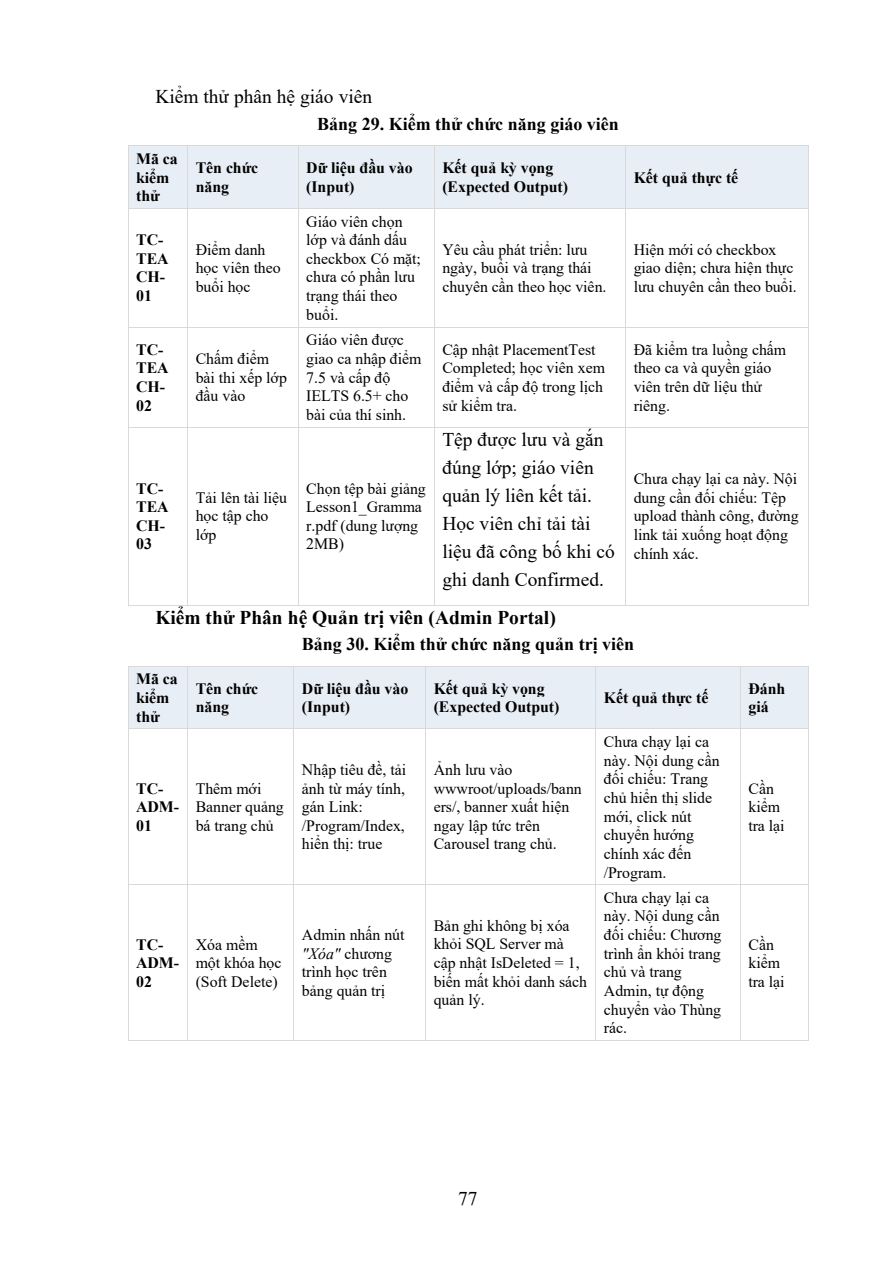 Kiểm thử phân hệ giáo viên
Bảng 29. Kiểm thử chức năng giáo viên
Mã ca
kiểm
thử
Tên chức
năng
Dữ liệu đầu vào
(Input)
Kết quả kỳ vọng
(Expected Output)
Kết quả thực tế
TC-
TEA
CH-
01
Điểm danh
học viên theo
buổi học
Giáo viên chọn
lớp và đánh dấu
checkbox Có mặt;
chưa có phần lưu
trạng thái theo
buổi.
Yêu cầu phát triển: lưu
ngày, buổi và trạng thái
chuyên cần theo học viên.
Hiện mới có checkbox
giao diện; chưa hiện thực
lưu chuyên cần theo buổi.
TC-
TEA
CH-
02
Chấm điểm
bài thi xếp lớp
đầu vào
Giáo viên được
giao ca nhập điểm
7.5 và cấp độ
IELTS 6.5+ cho
bài của thí sinh.
Cập nhật PlacementTest
Completed; học viên xem
điểm và cấp độ trong lịch
sử kiểm tra.
Đã kiểm tra luồng chấm
theo ca và quyền giáo
viên trên dữ liệu thử
riêng.
TC-
TEA
CH-
03
Tải lên tài liệu
học tập cho
lớp
Chọn tệp bài giảng
Lesson1_Gramma
r.pdf (dung lượng
2MB)
Tệp được lưu và gắn
đúng lớp; giáo viên
quản lý liên kết tải.
Học viên chỉ tải tài
liệu đã công bố khi có
ghi danh Confirmed.
Chưa chạy lại ca này. Nội
dung cần đối chiếu: Tệp
upload thành công, đường
link tải xuống hoạt động
chính xác.
Kiểm thử Phân hệ Quản trị viên (Admin Portal)
Bảng 30. Kiểm thử chức năng quản trị viên
Mã ca
kiểm
thử
Tên chức
năng
Dữ liệu đầu vào
(Input)
Kết quả kỳ vọng
(Expected Output)
Kết quả thực tế
Đánh
giá
TC-
ADM-
01
Thêm mới
Banner quảng
bá trang chủ
Nhập tiêu đề, tải
ảnh từ máy tính,
gán Link:
/Program/Index,
hiển thị: true
Ảnh lưu vào
wwwroot/uploads/bann
ers/, banner xuất hiện
ngay lập tức trên
Carousel trang chủ.
Chưa chạy lại ca
này. Nội dung cần
đối chiếu: Trang
chủ hiển thị slide
mới, click nút
chuyển hướng
chính xác đến
/Program.
Cần
kiểm
tra lại
TC-
ADM-
02
Xóa mềm
một khóa học
(Soft Delete)
Admin nhấn nút
"Xóa" chương
trình học trên
bảng quản trị
Bản ghi không bị xóa
khỏi SQL Server mà
cập nhật IsDeleted = 1,
biến mất khỏi danh sách
quản lý.
Chưa chạy lại ca
này. Nội dung cần
đối chiếu: Chương
trình ẩn khỏi trang
chủ và trang
Admin, tự động
chuyển vào Thùng
rác.
Cần
kiểm
tra lại
77